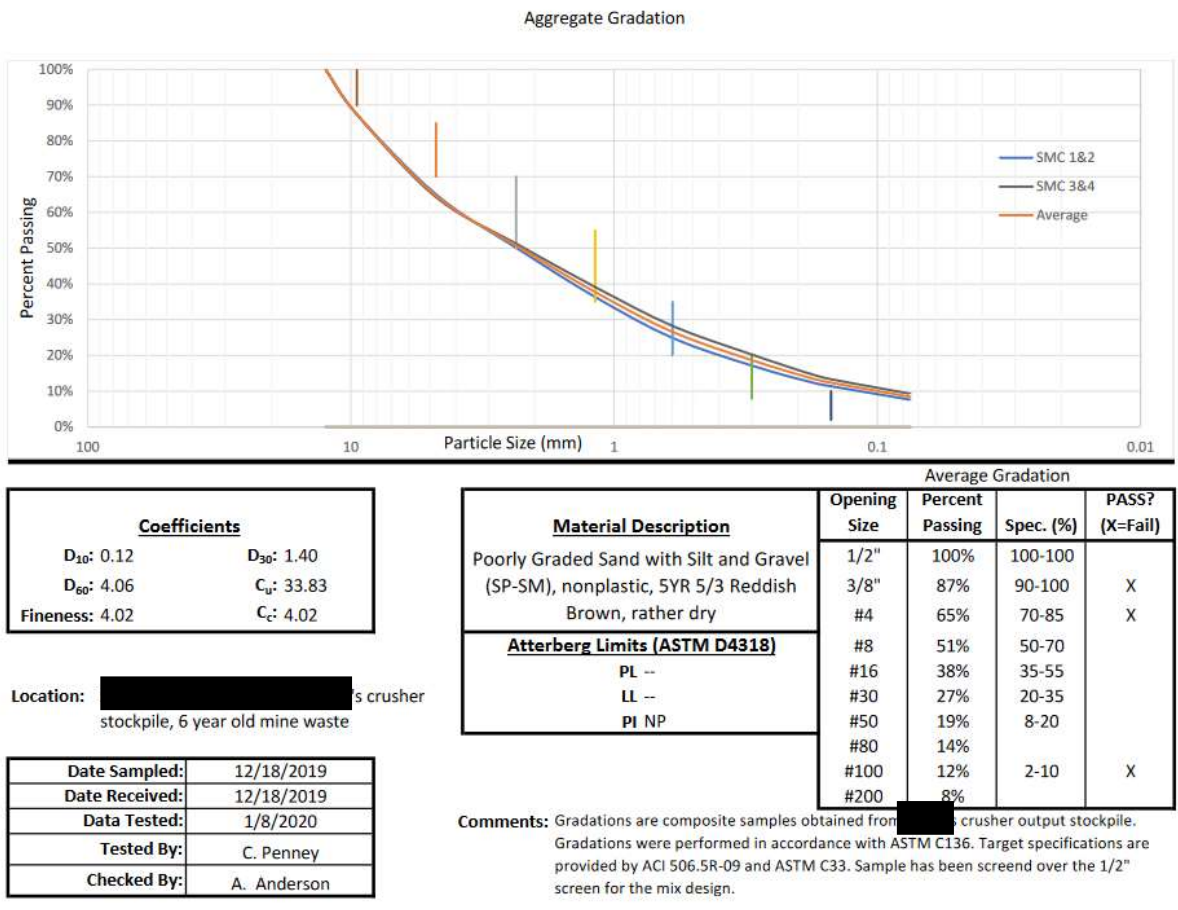 Aggregate Gradation
100%
90%
80%
70%
60%
50%
40%
30%
20%
10%
0%
Percent Passing
SMC 1&2
SMC 3&4
Average
100
10
Particle Size (mm)
1
0.1
0.01
Coefficients
D10: 0.12 D30: 1.40
D60: 4.06 Cu: 33.83
Fineness: 4.02 Cc: 4.02
Location: 's crusher
stockpile, 6 year old mine waste
Date Sampled: 12/18/2019
Date Received: 12/18/2019
Data Tested: 1/8/2020
Tested By: C. Penney
Checked By: A. Anderson
Material Description
Poorly Graded Sand with Silt and Gravel
(SP-SM), nonplastic, 5YR 5/3 Reddish
Brown, rather dry
Atterberg Limits (ASTM D4318)
PL --
LL --
PI NP
Average Gradation
Opening Percent PASS?
Size Passing Spec. (%) (X=Fail)
1/2" 100% 100-100
3/8" 87% 90-100 X
#4 65% 70-85 X
#8 51% 50-70
#16 38% 35-55
#30 27% 20-35
#50 19% 8-20
#80 14%
#100 12% 2-10 X
#200 8%
Comments: Gradations are composite samples obtained from s crusher output stockpile.
Gradations were performed in accordance with ASTM C136. Target specifications are
provided by ACI 506.5R-09 and ASTM C33. Sample has been screend over the 1/2"
screen for the mix design.